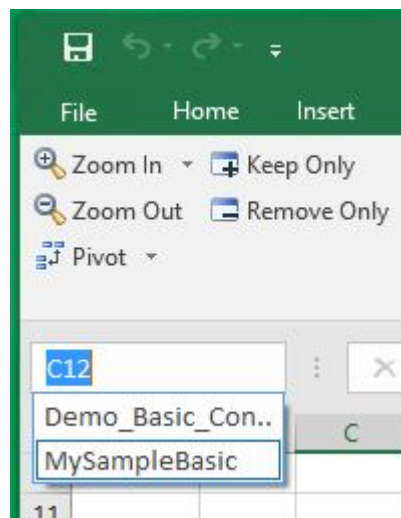 File Home Insert
Zoom In Keep Only
Zoom Out Remove Only
Pivot
C12
Demo_Basic_Con..
C
MySampleBasic
11